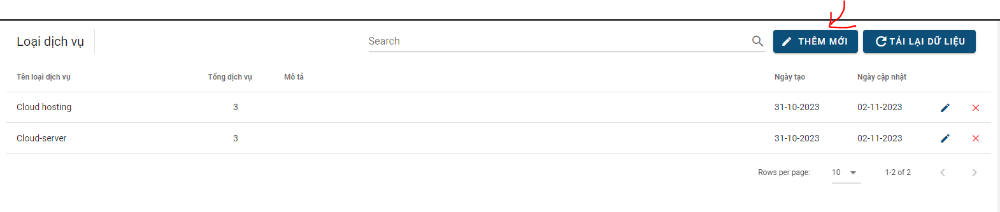 Loại dịch vụ Search THÊM MỚI TẢI LẠI DỮ LIỆU
Tên loại dịch vụ Tổng dịch vụ Mô tả Ngày tạo Ngày cập nhật
Cloud hosting 3 31-10-2023 02-11-2023
Cloud-server 3 31-10-2023 02-11-2023
Rows per page: 10 1-2 of 2